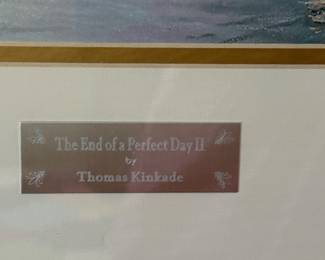 The End of a Perfect Day II
by
Thomas Kinkade